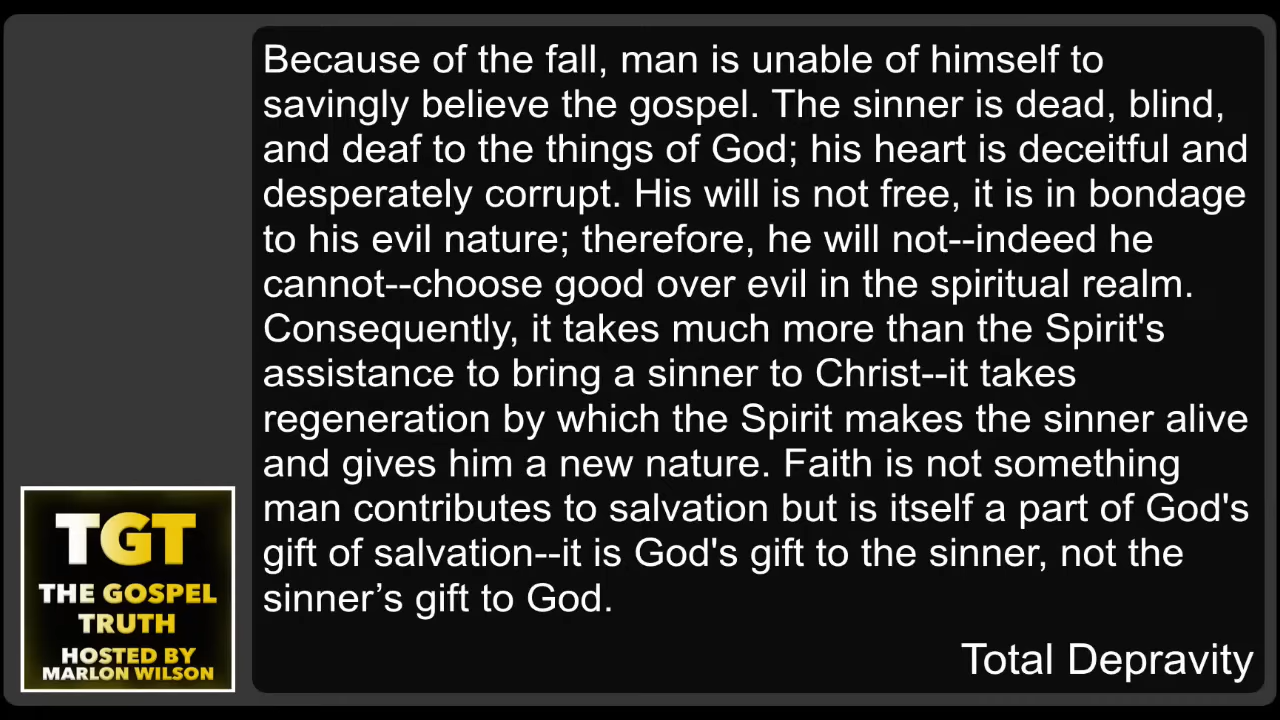 Because of the fall, man is unable of himself to
savingly believe the gospel. The sinner is dead, blind,
and deaf to the things of God; his heart is deceitful and
desperately corrupt. His will is not free, it is in bondage
to his evil nature; therefore, he will not--indeed he
cannot--choose good over evil in the spiritual realm.
Consequently, it takes much more than the Spirit's
assistance to bring a sinner to Christ--it takes
regeneration by which the Spirit makes the sinner alive
and gives him a new nature. Faith is not something
man contributes to salvation but is itself a part of God's
gift of salvation--it is God's gift to the sinner, not the
sinner’s gift to God.
Total Depravity
TGT
THE GOSPEL
TRUTH
HOSTED BY
MARLON WILSON